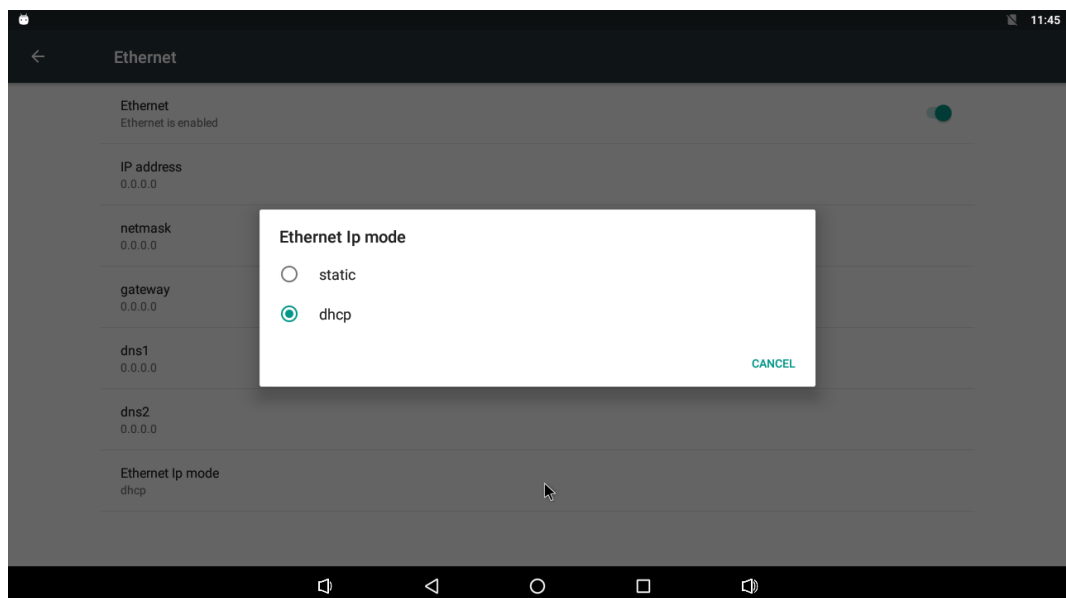 11:45
Ethernet
Ethernet
Ethernet is enabled
IP address
0.0.0.0
netmask
0.0.0.0
gateway
0.0.0.0
dns1
0.0.0.0
dns2
0.0.0.0
Ethernet Ip mode
dhcp
Ethernet Ip mode
static
dhcp
CANCEL